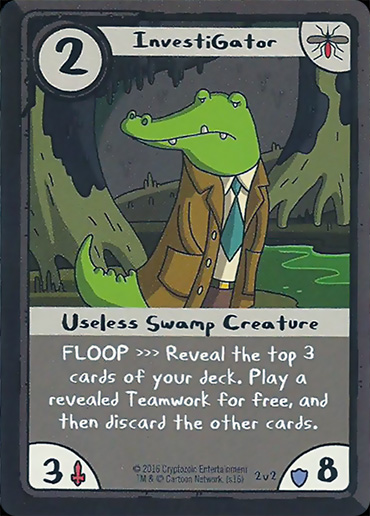 2
InvestiGator
Useless Swamp Creature
FLOOP >>> Reveal the top 3
cards of your deck. Play a
revealed Teamwork for free, and
then discard the other cards.
3
© 2016 Cryptozoic Entertainment
TM & © Cartoon Network. (s16)
2v2
8